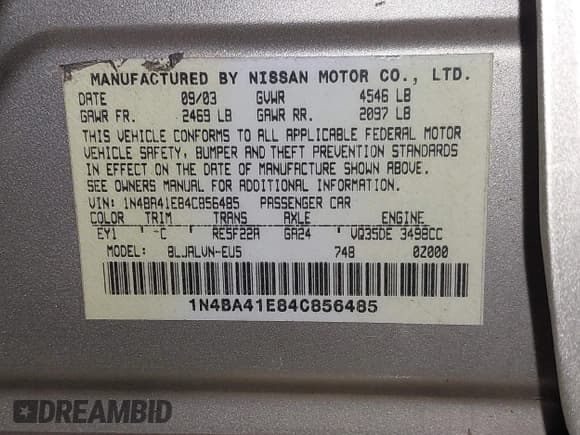 MANUFACTURED BY NISSAN MOTOR CO., LTD.
DATE 09/03 GVWR 4546 LB
GAWR FR. 2469 LB GAWR RR. 2097 LB
THIS VEHICLE CONFORMS TO ALL APPLICABLE FEDERAL MOTOR
VEHICLE SAFETY, BUMPER AND THEFT PREVENTION STANDARDS
IN EFFECT ON THE DATE OF MANUFACTURE SHOWN ABOVE.
SEE OWNERS MANUAL FOR ADDITIONAL INFORMATION.
VIN: 1N4BA41E84C856485 PASSENGER CAR
COLOR TRIM TRANS AXLE ENGINE
EY1 -C RE5F22A GA24 VQ35DE 3498CC
MODEL: BLJALVN-EU5 748 0Z000
1N4BA41E84C856485
DREAMBID